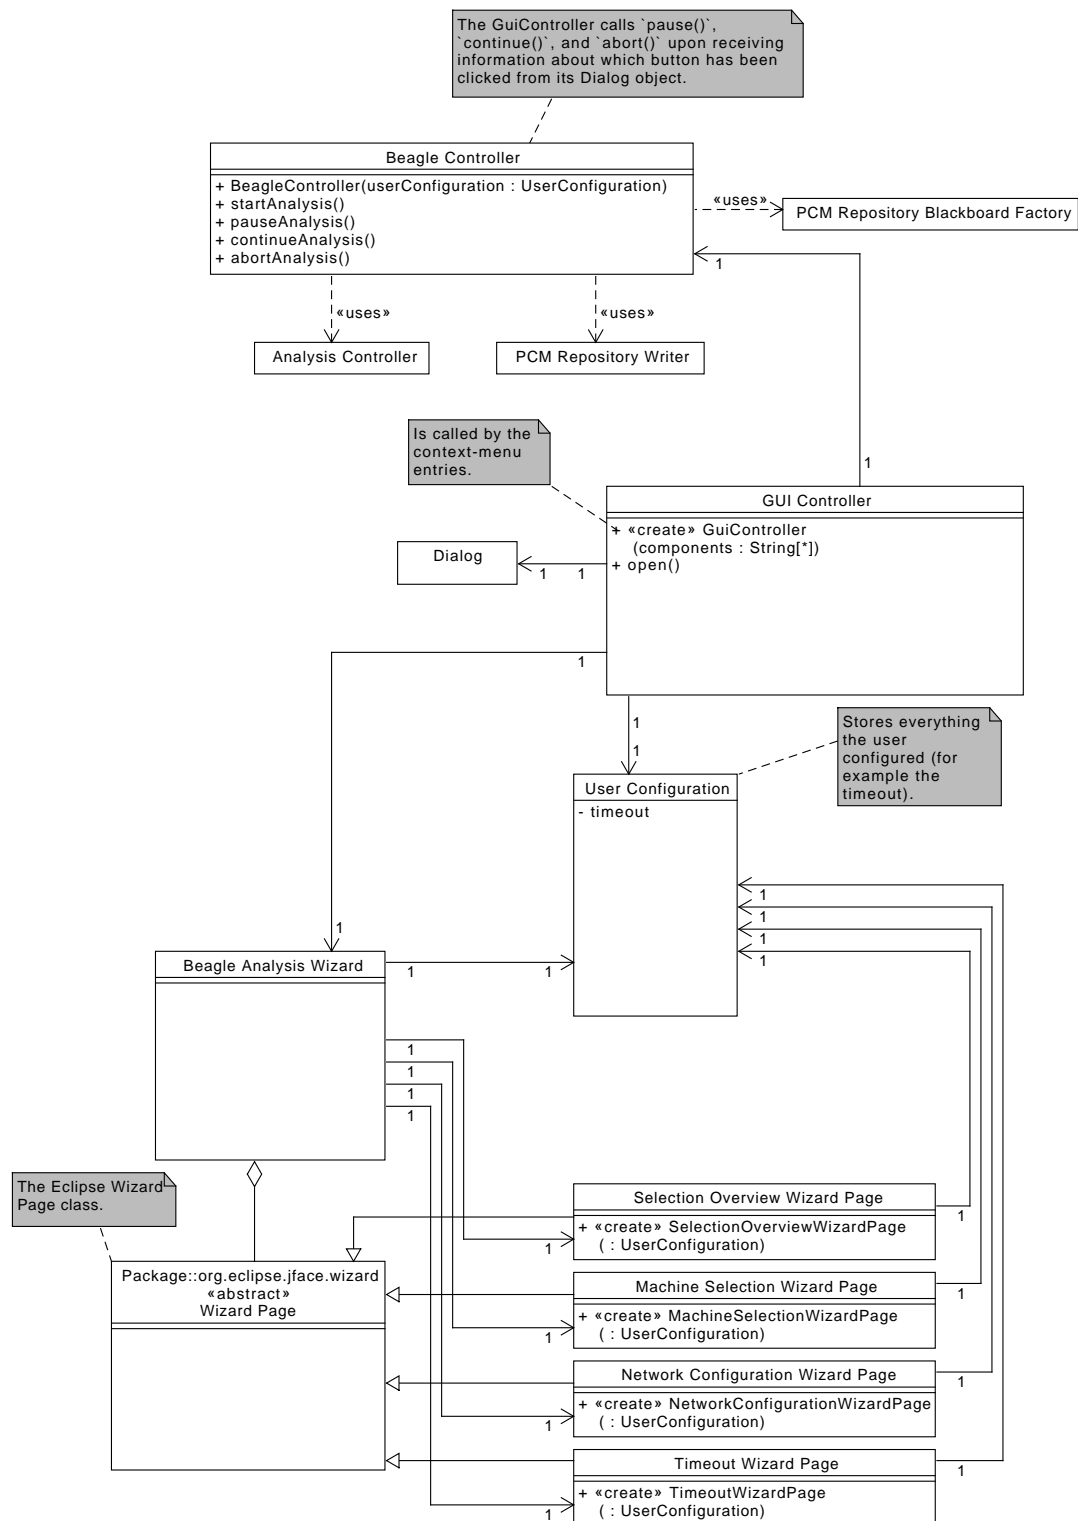 The GuiController calls `pause()`,
`continue()`, and `abort()` upon receiving
information about which button has been
clicked from its Dialog object.
Beagle Controller
+ BeagleController(userConfiguration : UserConfiguration)
+ startAnalysis()
+ pauseAnalysis()
+ continueAnalysis()
+ abortAnalysis()
«uses»
PCM Repository Blackboard Factory
1
«uses»
«uses»
Analysis Controller
PCM Repository Writer
Is called by the
context-menu
entries.
1
GUI Controller
+ «create» GuiController
(components : String[*])
+ open()
Dialog
1
1
1
1
1
Stores everything
the user
configured (for
example the
timeout).
User Configuration
- timeout
1
1
1
1
1
Beagle Analysis Wizard
1
1
1
1
1
1
The Eclipse Wizard
Page class.
Package::org.eclipse.jface.wizard
«abstract»
Wizard Page
Selection Overview Wizard Page
+ «create» SelectionOverviewWizardPage
( : UserConfiguration)
1
1
Machine Selection Wizard Page
+ «create» MachineSelectionWizardPage
( : UserConfiguration)
1
1
Network Configuration Wizard Page
+ «create» NetworkConfigurationWizardPage
( : UserConfiguration)
1
1
Timeout Wizard Page
+ «create» TimeoutWizardPage
( : UserConfiguration)
1
1